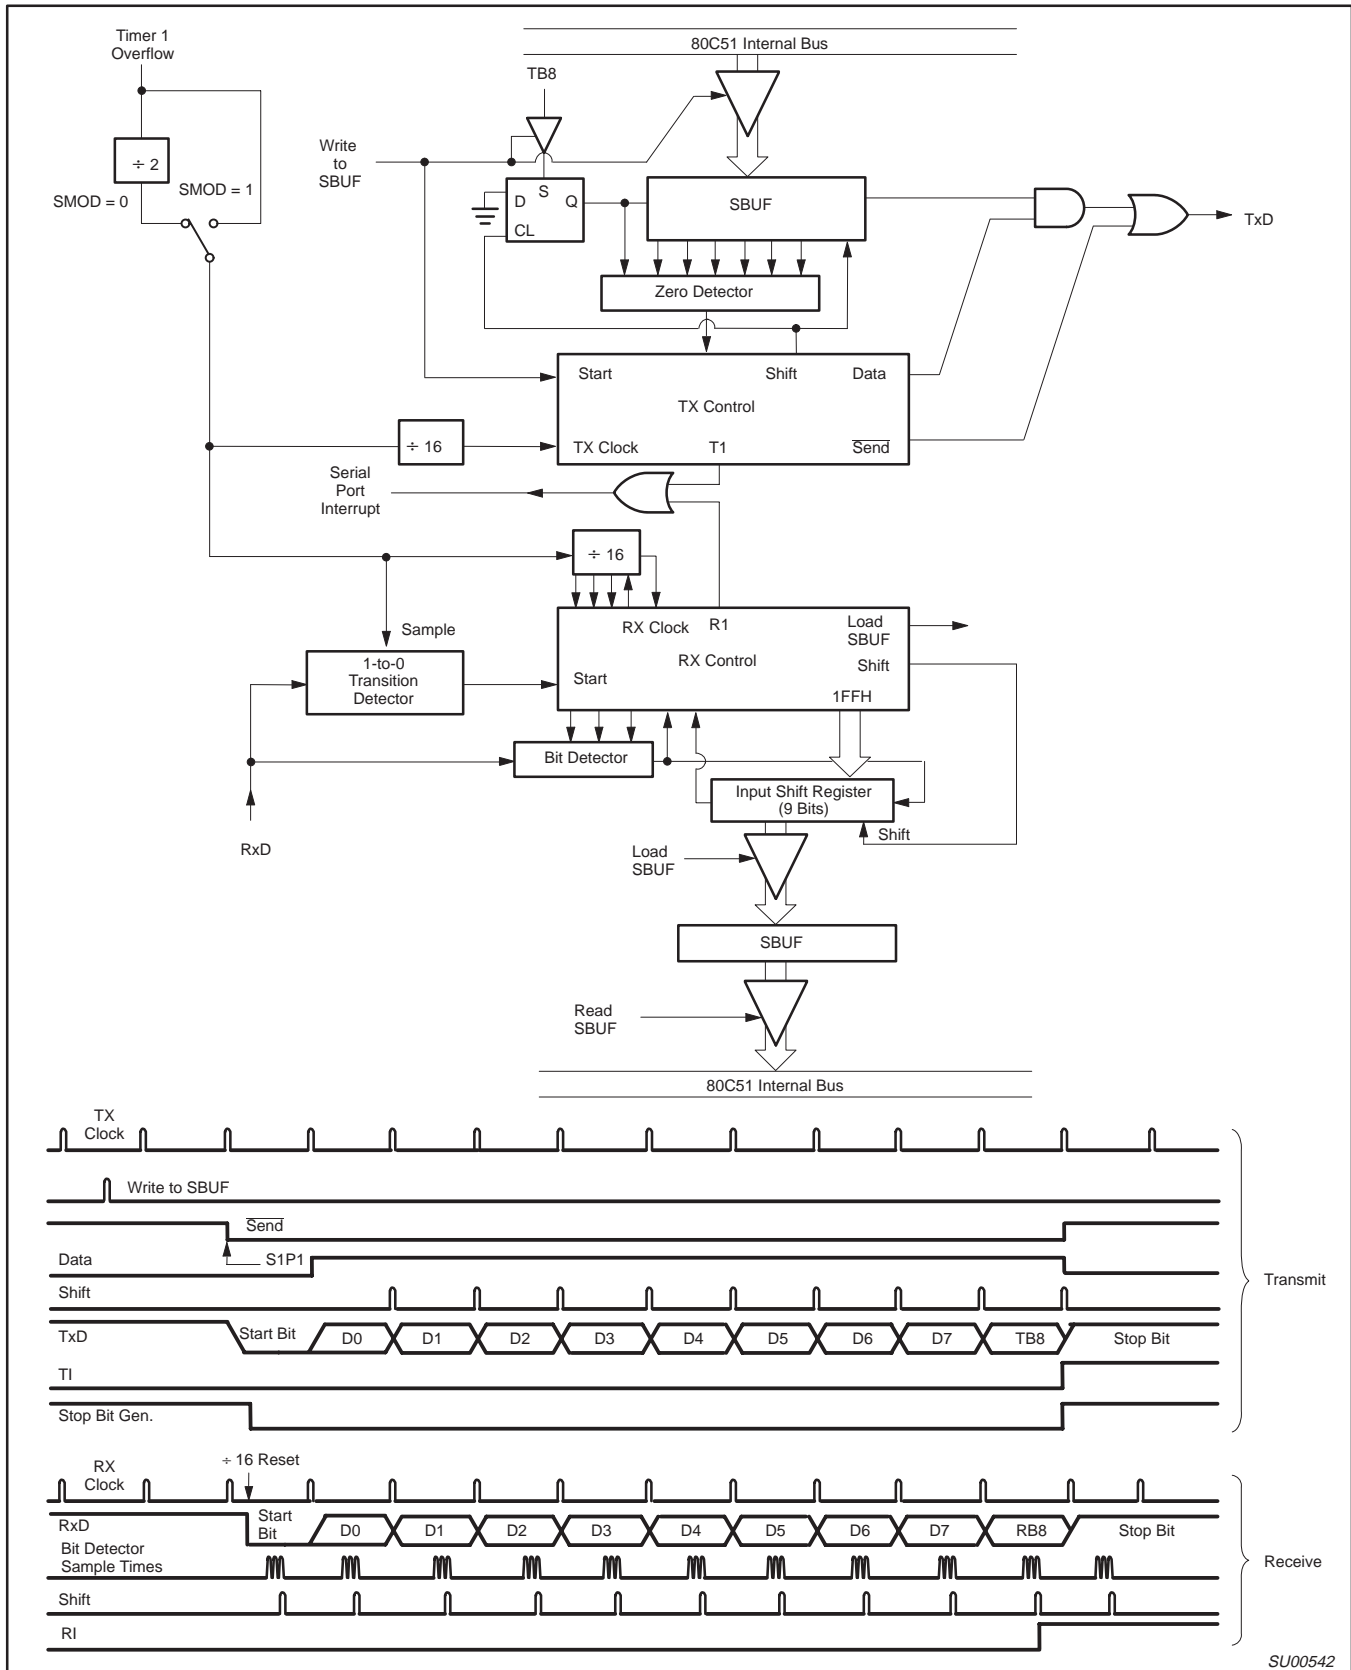 Timer 1
Overflow
80C51 Internal Bus
TB8
÷ 2
Write
to
SBUF
SMOD = 1
SMOD = 0
S
D
Q
CL
SBUF
TxD
Zero Detector
Start
Shift
Data
TX Control
÷ 16
TX Clock
T1
Send
Serial
Port
Interrupt
÷ 16
Sample
RX Clock
R1
Load
SBUF
RX Control
Shift
1-to-0
Transition
Detector
Start
1FFH
Bit Detector
Input Shift Register
(9 Bits)
Shift
RxD
Load
SBUF
SBUF
Read
SBUF
80C51 Internal Bus
TX
Clock
Write to SBUF
Send
Data
S1P1
Shift
Transmit
TxD
Start Bit
D0
D1
D2
D3
D4
D5
D6
D7
TB8
Stop Bit
TI
Stop Bit Gen.
÷ 16 Reset
RX
Clock
RxD
Start
Bit
D0
D1
D2
D3
D4
D5
D6
D7
RB8
Stop Bit
Bit Detector
Sample Times
Receive
Shift
RI
SU00542